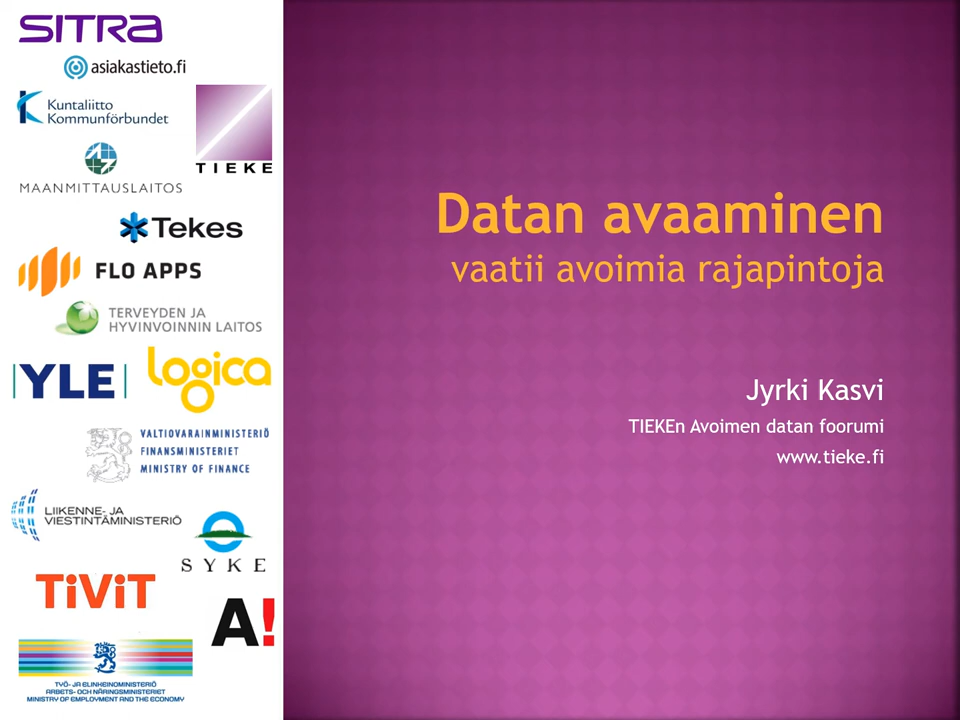 SITRA
asiakastieto.fi
Kuntaliitto
Kommunförbundet
TIEKE
MAANMITTAUSLAITOS
Tekes
FLO APPS
TERVEYDEN JA
HYVINVOINNIN LAITOS
YLE
logica
VALTIOVARAINMINISTERIÖ
FINANSMINISTERIET
MINISTRY OF FINANCE
LIIKENNE- JA
VIESTINTÄMINISTERIÖ
SYKE
TiViT
A!
TYÖ- JA ELINKEINOMINISTERIÖ
ARBETS- OCH NÄRINGSMINISTERIET
MINISTRY OF EMPLOYMENT AND THE ECONOMY
Datan avaaminen
vaatii avoimia rajapintoja
Jyrki Kasvi
TIEKEn Avoimen datan foorumi
www.tieke.fi